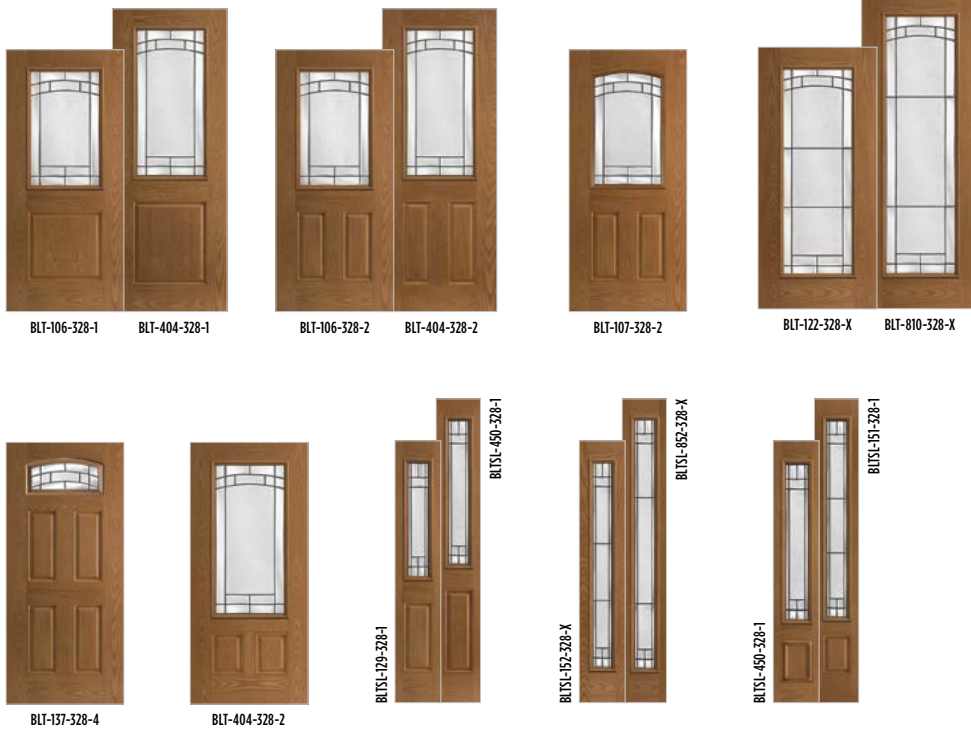 BLT-106-328-1
BLT-404-328-1
BLT-106-328-2
BLT-404-328-2
BLT-107-328-2
BLT-122-328-X
BLT-810-328-X
BLT-137-328-4
BLT-404-328-2
BLTSL-129-328-1
BLTSL-450-328-1
BLTSL-152-328-X
BLTSL-852-328-X
BLTSL-450-328-1
BLTSL-151-328-1